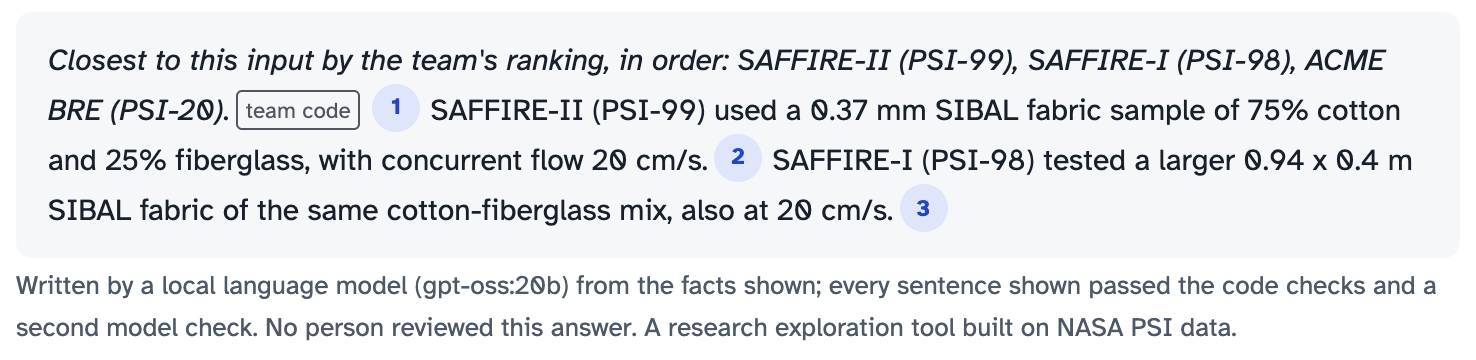 Closest to this input by the team's ranking, in order: SAFFIRE-II (PSI-99), SAFFIRE-I (PSI-98), ACME
BRE (PSI-20). team code 1 SAFFIRE-II (PSI-99) used a 0.37 mm SIBAL fabric sample of 75% cotton
and 25% fiberglass, with concurrent flow 20 cm/s. 2 SAFFIRE-I (PSI-98) tested a larger 0.94 x 0.4 m
SIBAL fabric of the same cotton-fiberglass mix, also at 20 cm/s. 3
Written by a local language model (gpt-oss:20b) from the facts shown; every sentence shown passed the code checks and a
second model check. No person reviewed this answer. A research exploration tool built on NASA PSI data.